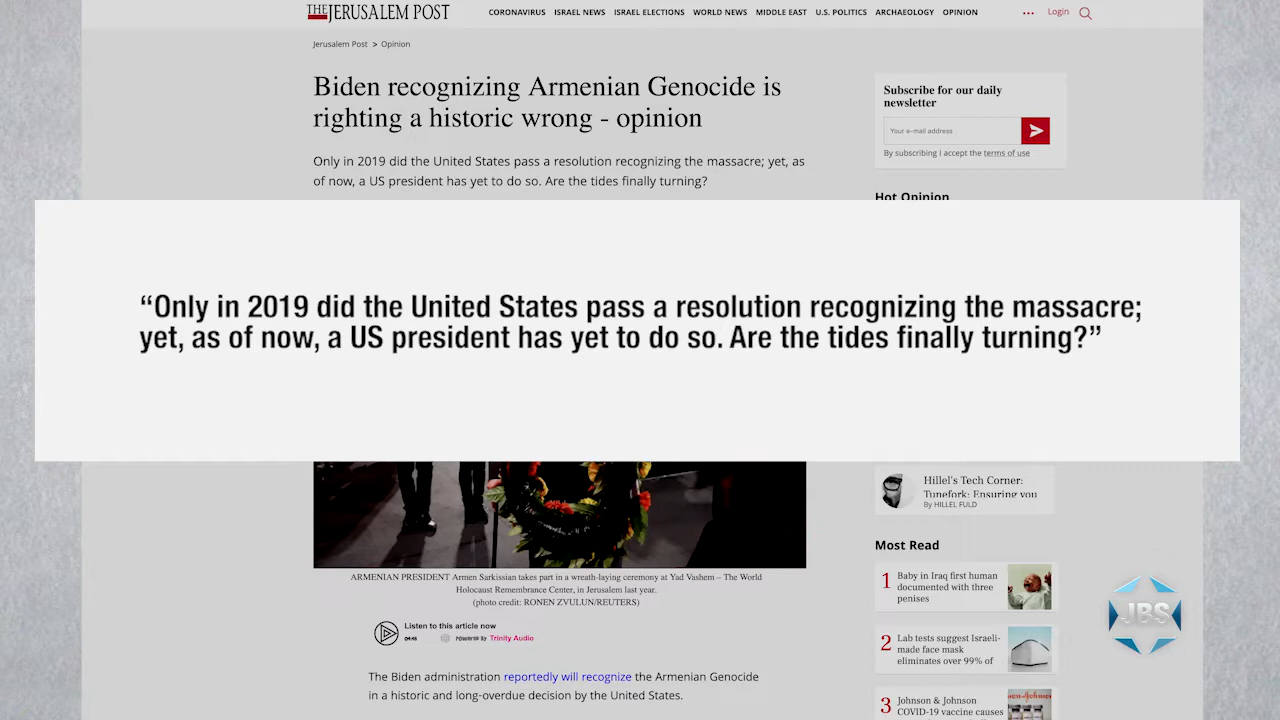 THE JERUSALEM POST
CORONAVIRUS ISRAEL NEWS ISRAEL ELECTIONS WORLD NEWS MIDDLE EAST U.S. POLITICS ARCHAEOLOGY OPINION ... Login
Jerusalem Post > Opinion
Biden recognizing Armenian Genocide is
righting a historic wrong - opinion
Only in 2019 did the United States pass a resolution recognizing the massacre; yet, as
of now, a US president has yet to do so. Are the tides finally turning?
Subscribe for our daily
newsletter
Your e-mail address
By subscribing I accept the terms of use
Hot Opinion
“Only in 2019 did the United States pass a resolution recognizing the massacre;
yet, as of now, a US president has yet to do so. Are the tides finally turning?”
ARMENIAN PRESIDENT Armen Sarkissian takes part in a wreath-laying ceremony at Yad Vashem – The World
Holocaust Remembrance Center, in Jerusalem last year.
(photo credit: RONEN ZVULUN/REUTERS)
Listen to this article now
04:45 Powered by Trinity Audio
The Biden administration reportedly will recognize the Armenian Genocide
in a historic and long-overdue decision by the United States.
Hillel's Tech Corner:
Tunefork: Ensuring you
By HILLEL FULD
Most Read
1 Baby in Iraq first human
documented with three
penises
2 Lab tests suggest Israeli-
made face mask
eliminates over 99% of
3 Johnson & Johnson
COVID-19 vaccine causes
JBS